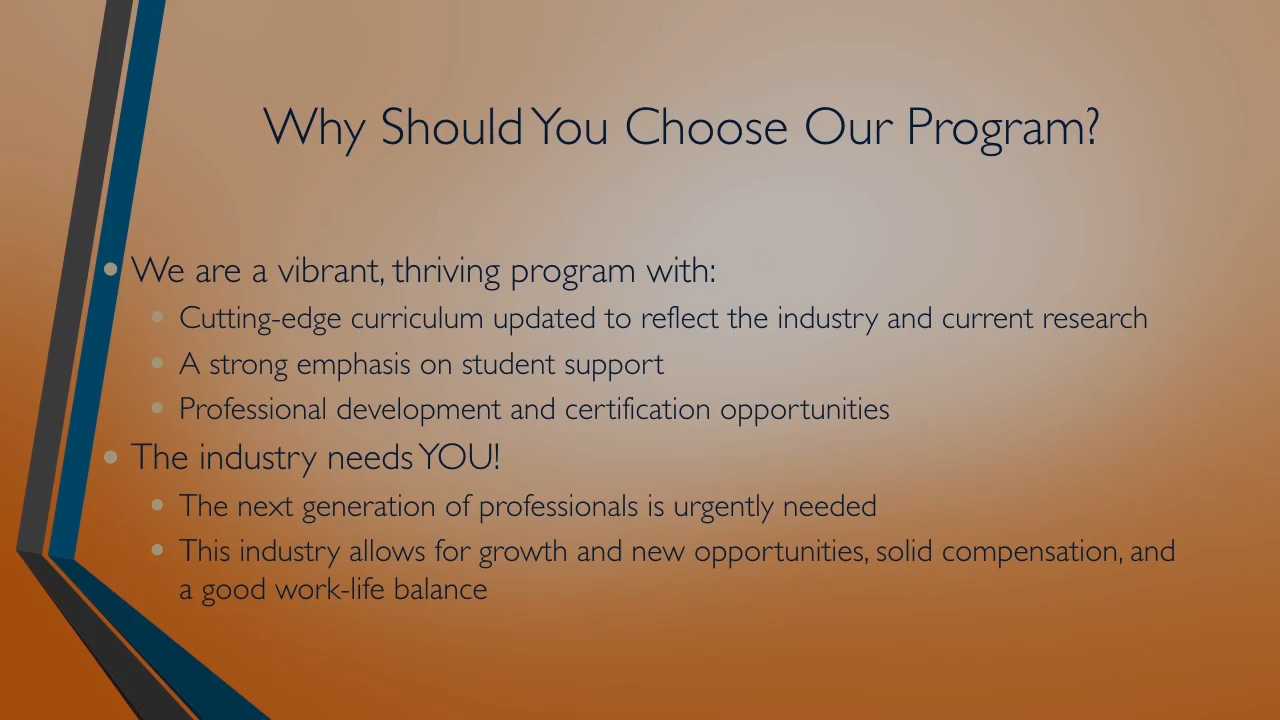 Why Should You Choose Our Program?
• We are a vibrant, thriving program with:
• Cutting-edge curriculum updated to reflect the industry and current research
• A strong emphasis on student support
• Professional development and certification opportunities
• The industry needs YOU!
• The next generation of professionals is urgently needed
• This industry allows for growth and new opportunities, solid compensation, and
a good work-life balance